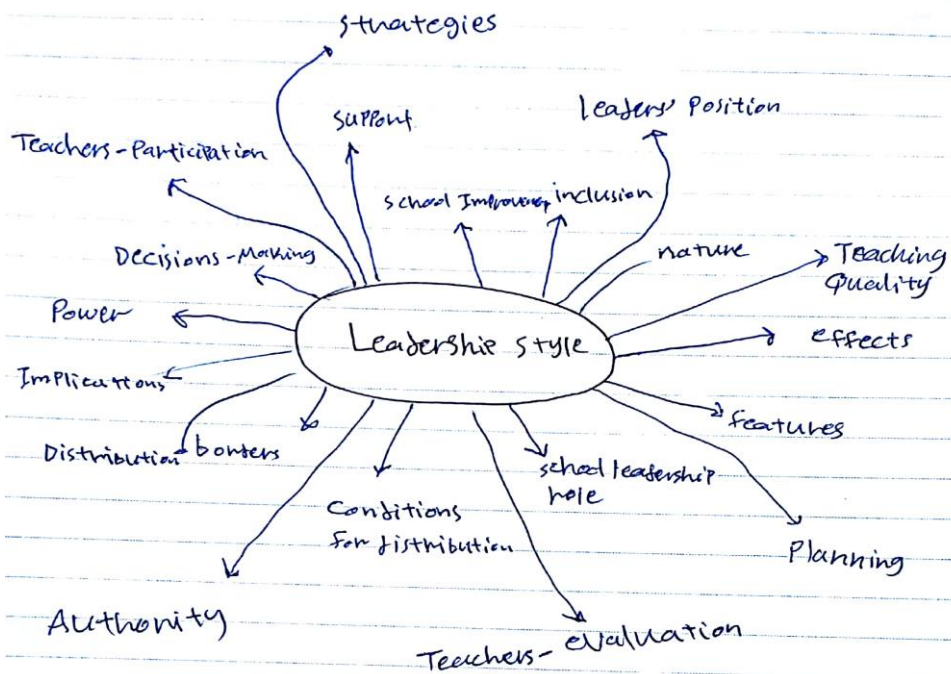 strategies
support
Leaders' Position
Teachers-Participation
School Improving
inclusion
Decisions-Making
nature
Teaching
Quality
Power
Leadership style
effects
Implications
features
Distribution
borders
school leadership
role
Conditions
for distribution
Planning
Authority
Teachers-evaluation